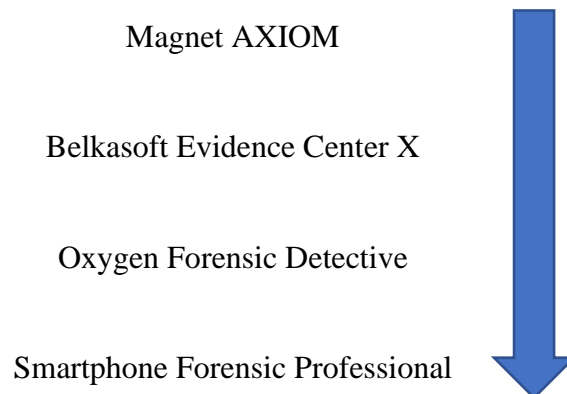 Magnet AXIOM
Belkasoft Evidence Center X
Oxygen Forensic Detective
Smartphone Forensic Professional